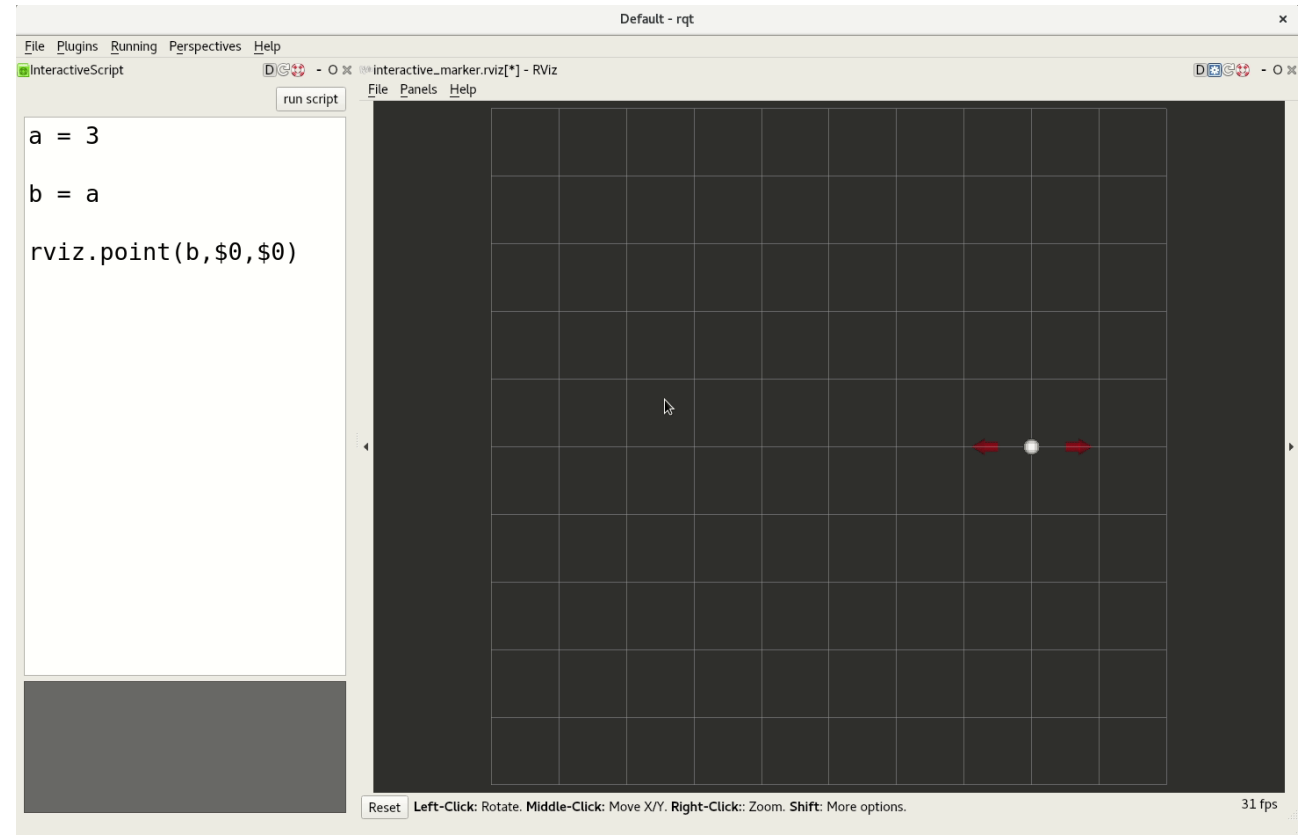 Default - rqt
File Plugins Running Perspectives Help
InteractiveScript D - O
interactive_marker.rviz[*] - RViz D - O
run script
File Panels Help
a = 3
b = a
rviz.point(b,$0,$0)
Reset Left-Click: Rotate. Middle-Click: Move X/Y. Right-Click:: Zoom. Shift: More options. 31 fps